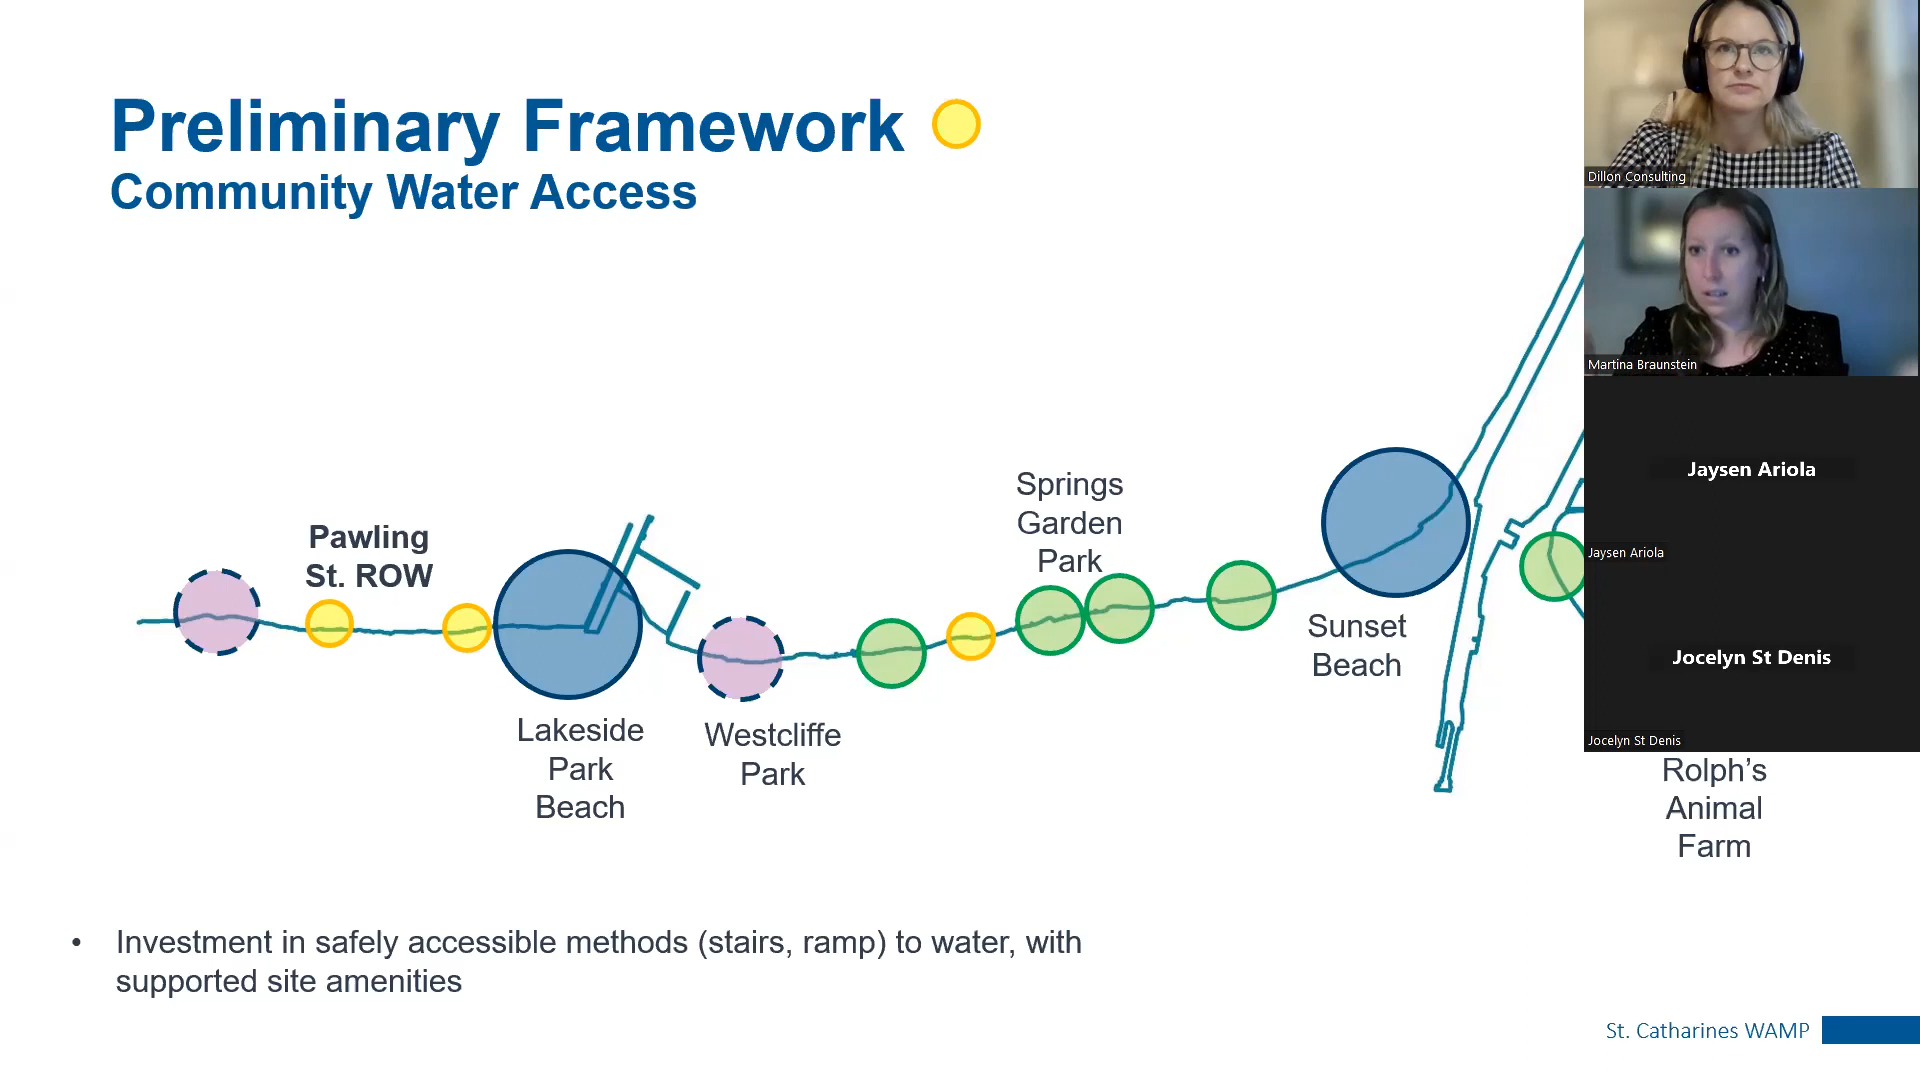 Preliminary Framework
Community Water Access
Pawling
St. ROW
Lakeside
Park
Beach
Westcliffe
Park
Springs
Garden
Park
Sunset
Beach
Rolph’s
Animal
Farm
• Investment in safely accessible methods (stairs, ramp) to water, with
supported site amenities
St. Catharines WAMP
Dillon Consulting
Martina Braunstein
Jaysen Ariola
Jaysen Ariola
Jocelyn St Denis
Jocelyn St Denis